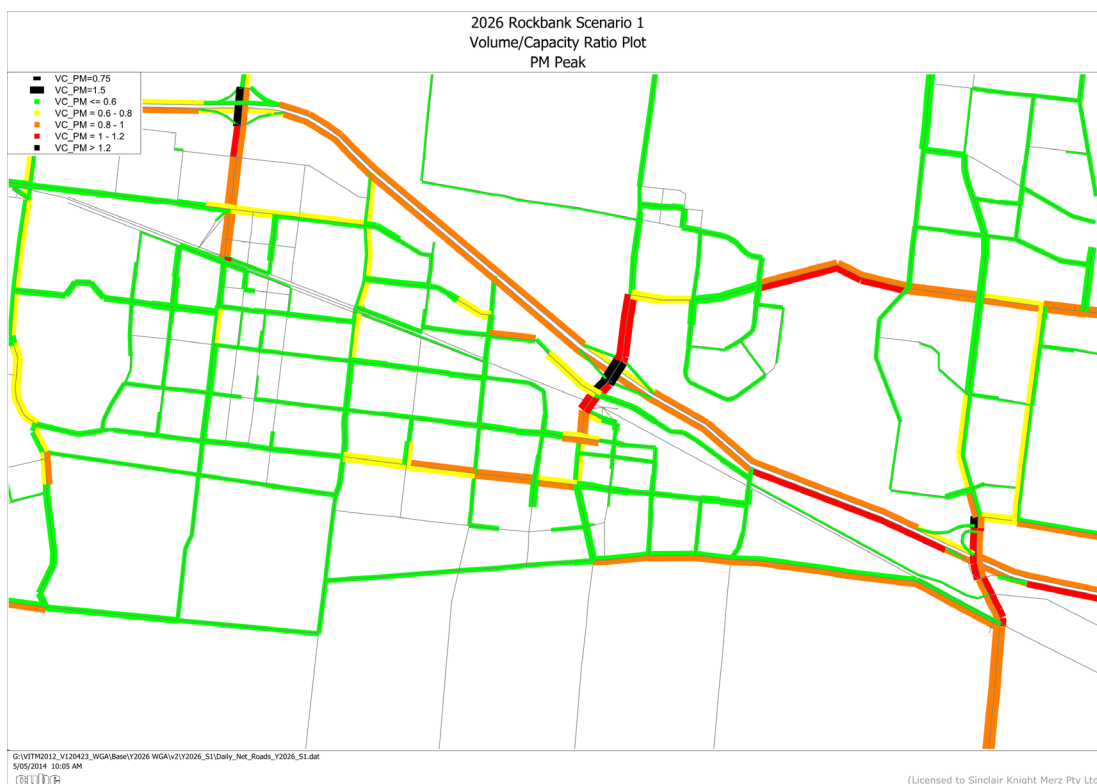 2026 Rockbank Scenario 1
Volume/Capacity Ratio Plot
PM Peak
VC_PM=0.75
VC_PM=1.5
VC_PM <= 0.6
VC_PM = 0.6 - 0.8
VC_PM = 0.8 - 1
VC_PM = 1 - 1.2
VC_PM > 1.2
G:\VITM2012_V120423_WGA\Base\Y2026 WGA\v2\Y2026_S1\Daily_Net_Roads_Y2026_S1.dat
5/05/2014 10:05 AM
cube
(Licensed to Sinclair Knight Merz Pty Ltd